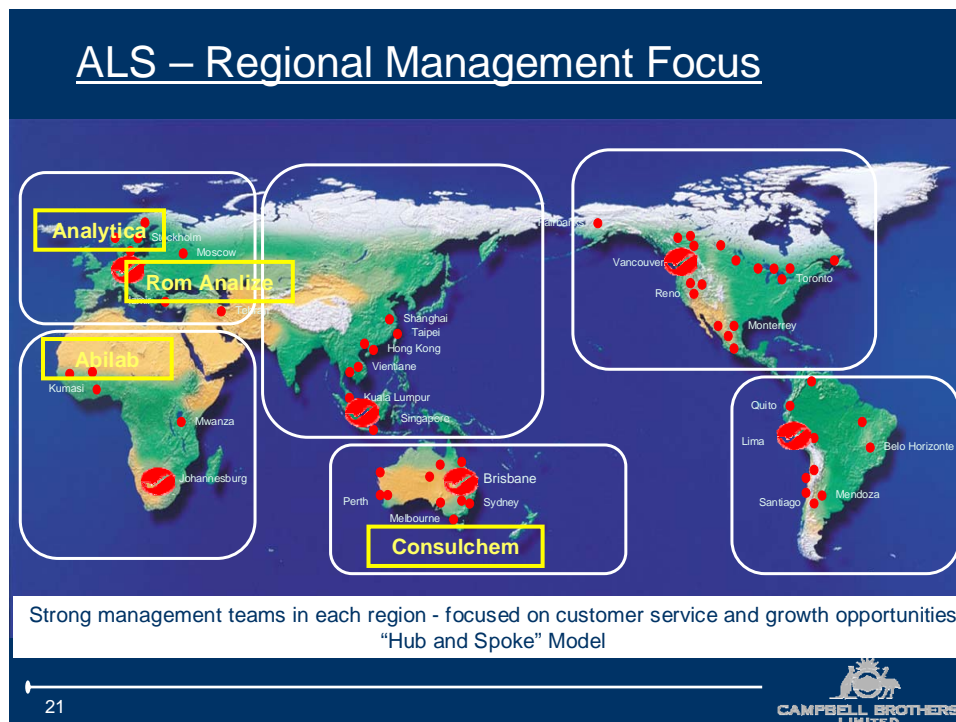 ALS – Regional Management Focus
Analytica
Stockholm
Moscow
Rom Analize
Abilab
Kumasi
Mwanza
Johannesburg
Shanghai
Taipei
Hong Kong
Vientiane
Kuala Lumpur
Singapore
Brisbane
Perth
Sydney
Melbourne
Consulchem
Fairbanks
Vancouver
Toronto
Reno
Monterrey
Quito
Lima
Belo Horizonte
Santiago
Mendoza
Strong management teams in each region - focused on customer service and growth opportunities
“Hub and Spoke” Model
21
CAMPBELL BROTHERS
LIMITED